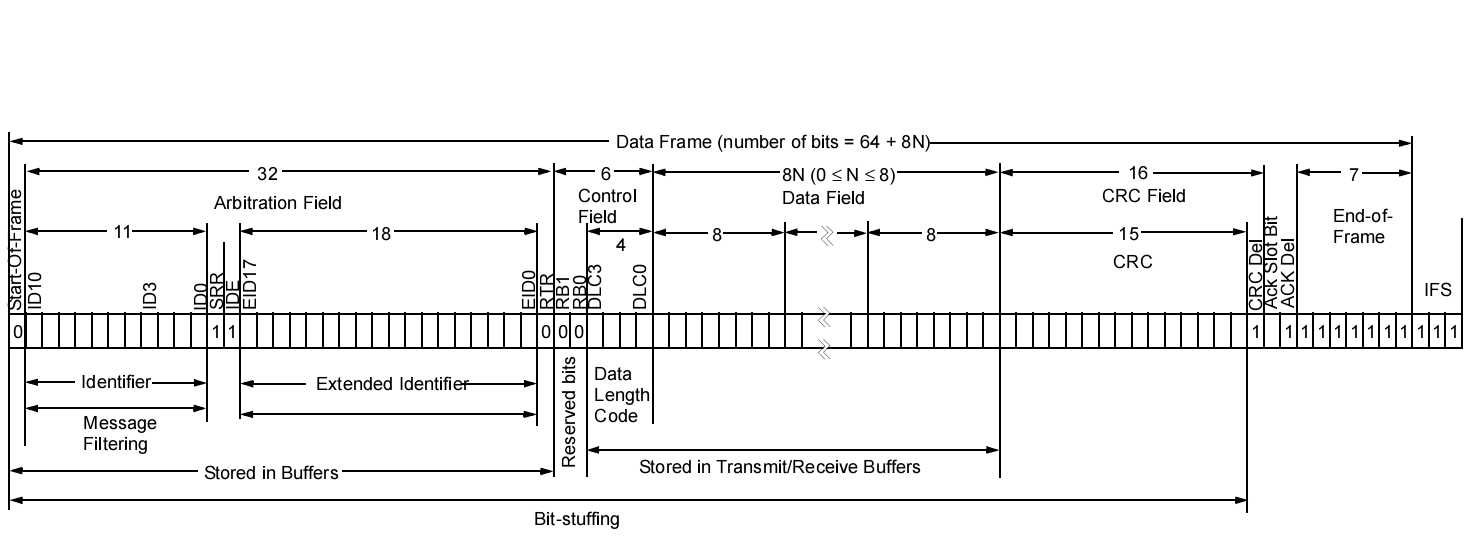 Data Frame (number of bits = 64 + 8N)
32
6
8N (0 ≤ N ≤ 8)
16
7
Arbitration Field
Control
Field
Data Field
CRC Field
End-of-
Frame
11
18
4
8
8
15
CRC
IFS
Start-Of-Frame
ID10
ID3
ID0
SRR
IDE
EID17
EID0
RTR
RB1
RB0
DLC3
DLC0
CRC Del
Ack Slot Bit
ACK Del
0 1 1 0 0 0 1 1 1 1 1 1 1 1 1 1 1 1
Identifier
Extended Identifier
Message
Filtering
Reserved bits
Data
Length
Code
Stored in Buffers
Stored in Transmit/Receive Buffers
Bit-stuffing